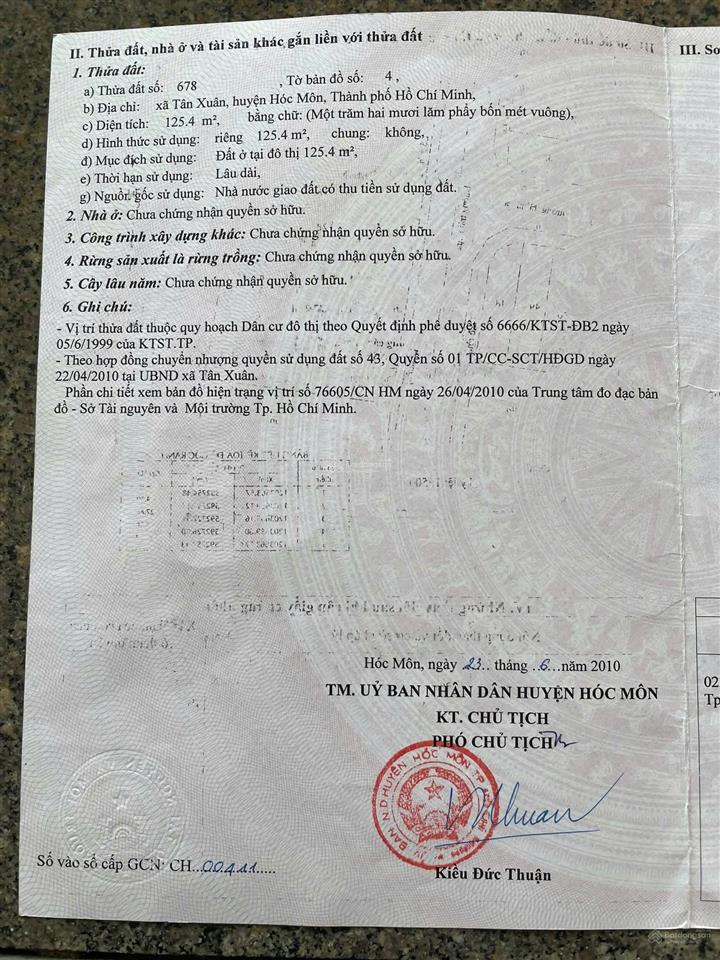 II. Thửa đất, nhà ở và tài sản khác gắn liền với thửa đất
III. Sơ
1. Thửa đất:
a) Thửa đất số: 678 , Tờ bản đồ số: 4 ,
b) Địa chỉ: xã Tân Xuân, huyện Hóc Môn, Thành phố Hồ Chí Minh,
c) Diện tích: 125.4 m², bằng chữ: (Một trăm hai mươi lăm phẩy bốn mét vuông),
d) Hình thức sử dụng: riêng 125.4 m², chung: không,
đ) Mục đích sử dụng: Đất ở tại đô thị 125.4 m²,
e) Thời hạn sử dụng: Lâu dài,
g) Nguồn gốc sử dụng: Nhà nước giao đất có thu tiền sử dụng đất.
2. Nhà ở: Chưa chứng nhận quyền sở hữu.
3. Công trình xây dựng khác: Chưa chứng nhận quyền sở hữu.
4. Rừng sản xuất là rừng trồng: Chưa chứng nhận quyền sở hữu.
5. Cây lâu năm: Chưa chứng nhận quyền sở hữu.
6. Ghi chú:
- Vị trí thửa đất thuộc quy hoạch Dân cư đô thị theo Quyết định phê duyệt số 6666/KTST-ĐB2 ngày
05/6/1999 của KTST.TP.
- Theo hợp đồng chuyển nhượng quyền sử dụng đất số 43, Quyển số 01 TP/CC-SCT/HĐGD ngày
22/04/2010 tại UBND xã Tân Xuân.
Phần chi tiết xem bản đồ hiện trạng vị trí số 76605/CN HM ngày 26/04/2010 của Trung tâm đo đạc bản
đồ - Sở Tài nguyên và Môi trường Tp. Hồ Chí Minh.
Hóc Môn, ngày 23 tháng 6 năm 2010
TM. UỶ BAN NHÂN DÂN HUYỆN HÓC MÔN
KT. CHỦ TỊCH
PHÓ CHỦ TỊCH
02
Tp
Kiều Đức Thuận
Số vào sổ cấp GCN: CH...00411.....
Batdongsan